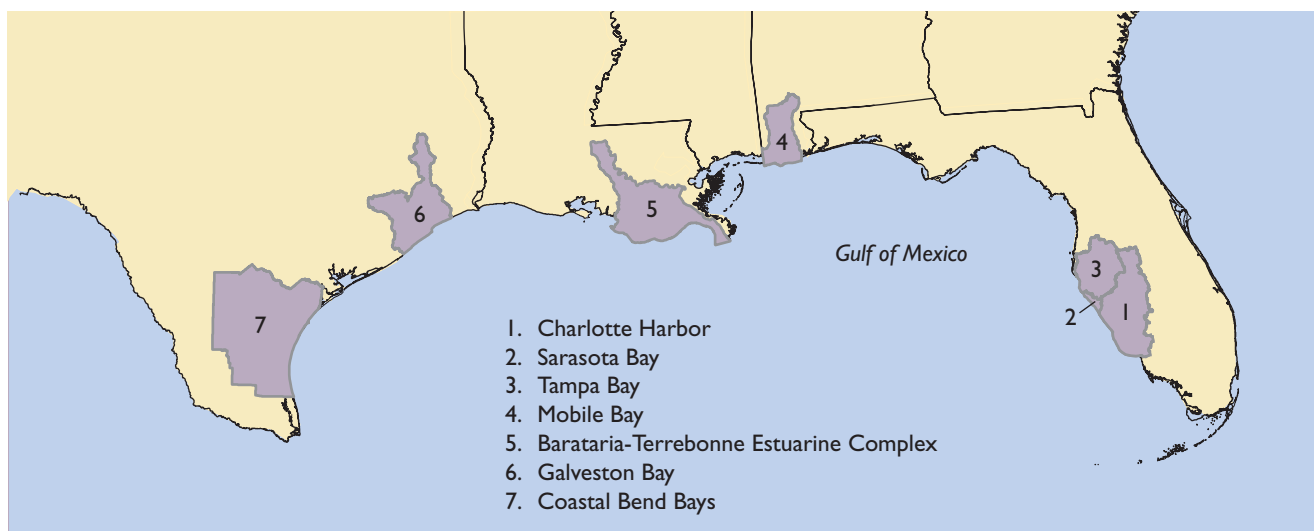 4
6
5
Gulf of Mexico
3
7
2
1
1. Charlotte Harbor
2. Sarasota Bay
3. Tampa Bay
4. Mobile Bay
5. Barataria-Terrebonne Estuarine Complex
6. Galveston Bay
7. Coastal Bend Bays